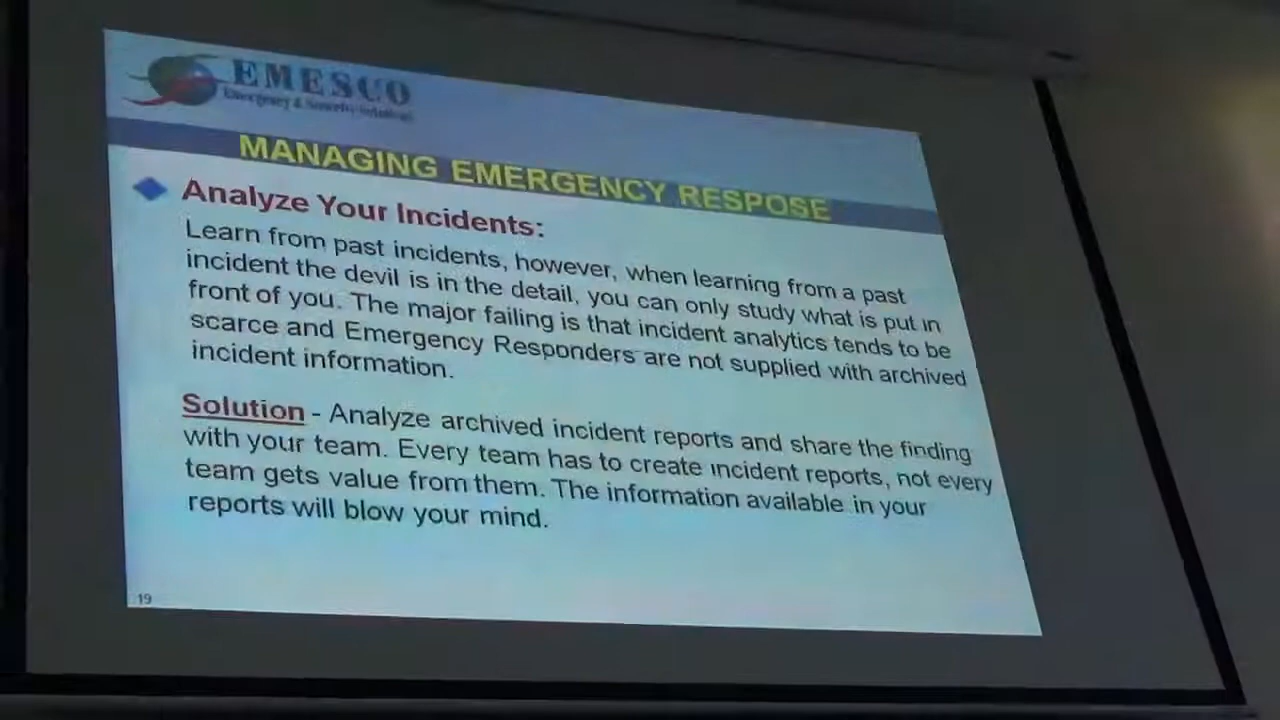 EMESCO
Emergency & Security Solutions
MANAGING EMERGENCY RESPOSE
Analyze Your Incidents:
Learn from past incidents, however, when learning from a past
incident the devil is in the detail, you can only study what is put in
front of you. The major failing is that incident analytics tends to be
scarce and Emergency Responders are not supplied with archived
incident information.
Solution - Analyze archived incident reports and share the finding
with your team. Every team has to create incident reports, not every
team gets value from them. The information available in your
reports will blow your mind.
19